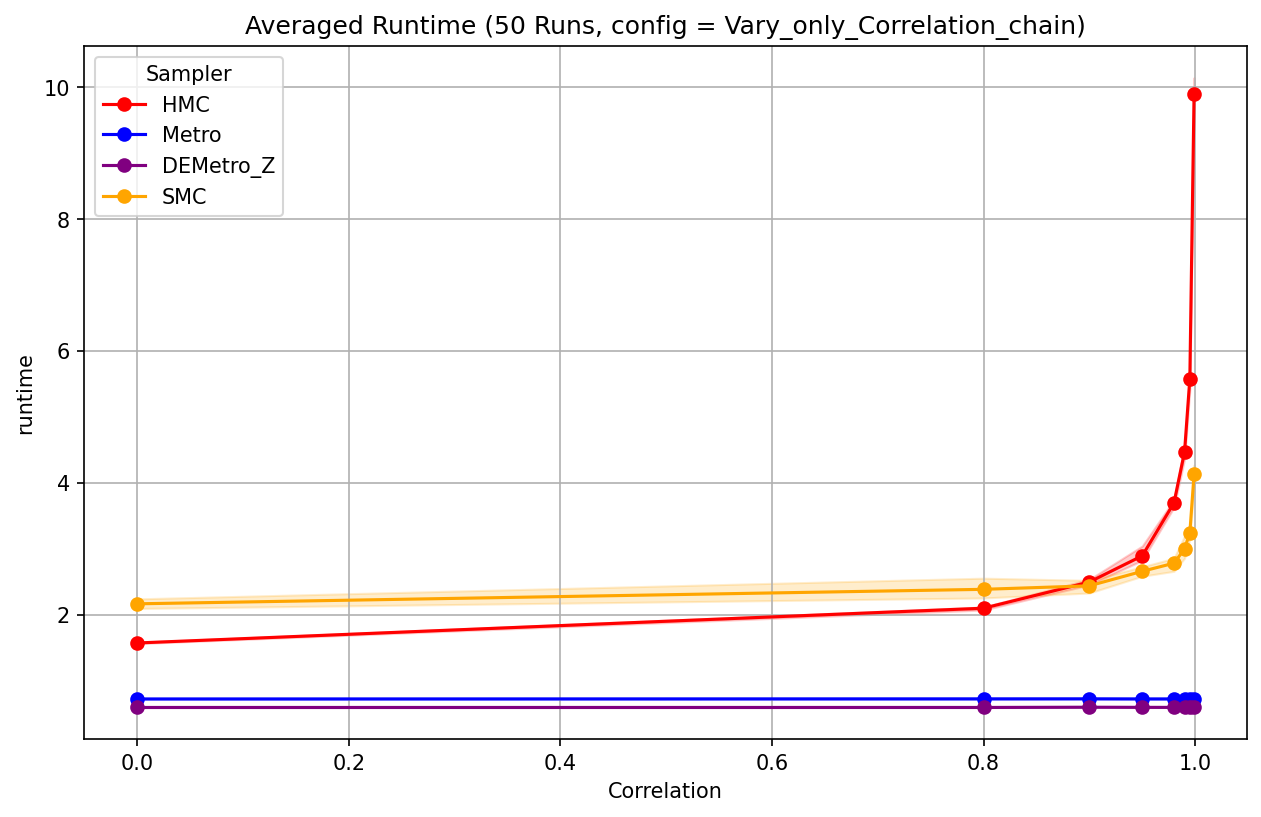 Averaged Runtime (50 Runs, config = Vary_only_Correlation_chain)
Sampler
HMC
Metro
DEMetro_Z
SMC
10
8
6
4
2
runtime
0.0 0.2 0.4 0.6 0.8 1.0
Correlation